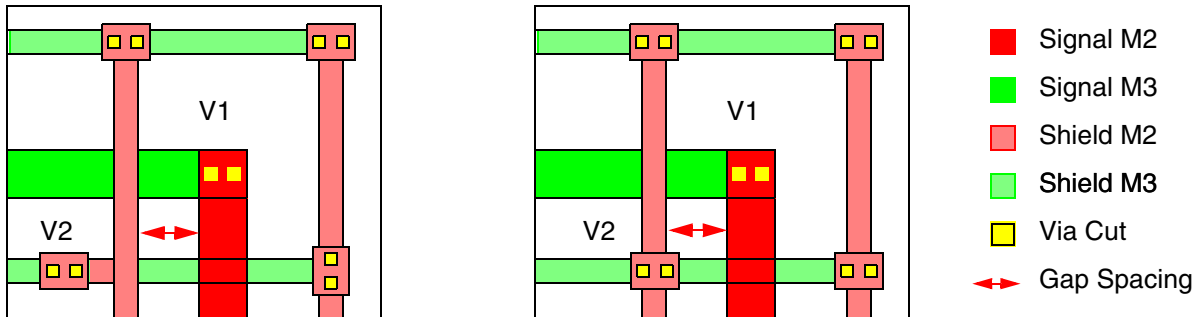 V1
V2
V1
V2
Signal M2
Signal M3
Shield M2
Shield M3
Via Cut
Gap Spacing